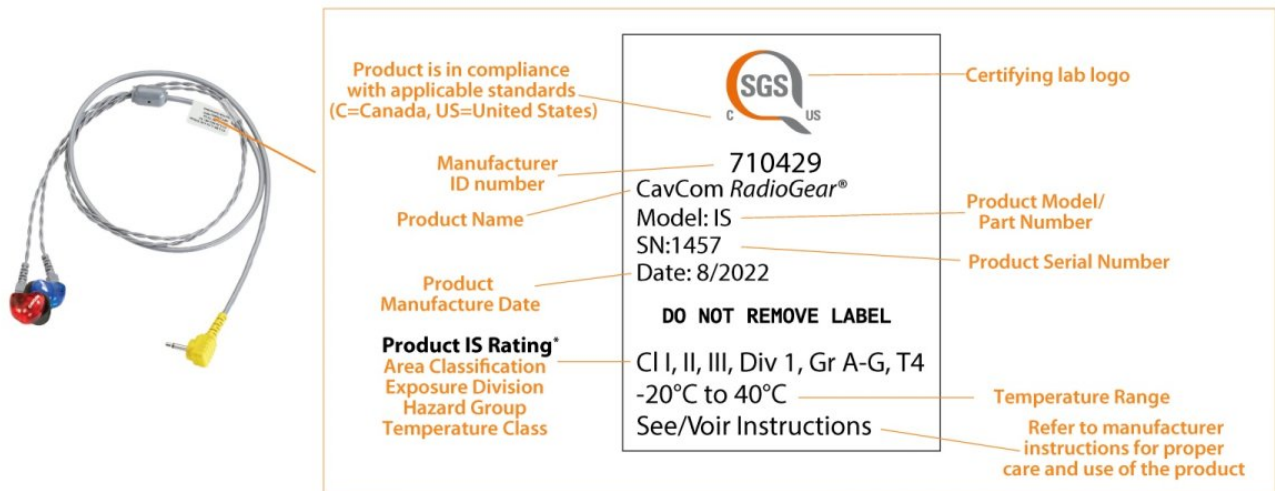 Product is in compliance
with applicable standards
(C=Canada, US=United States)
Manufacturer
ID number
Product Name
Product
Manufacture Date
Product IS Rating*
Area Classification
Exposure Division
Hazard Group
Temperature Class
SGS
C US
710429
CavCom RadioGear®
Model: IS
SN:1457
Date: 8/2022
DO NOT REMOVE LABEL
Cl I, II, III, Div 1, Gr A-G, T4
-20°C to 40°C
See/Voir Instructions
Certifying lab logo
Product Model/
Part Number
Product Serial Number
Temperature Range
Refer to manufacturer
instructions for proper
care and use of the product